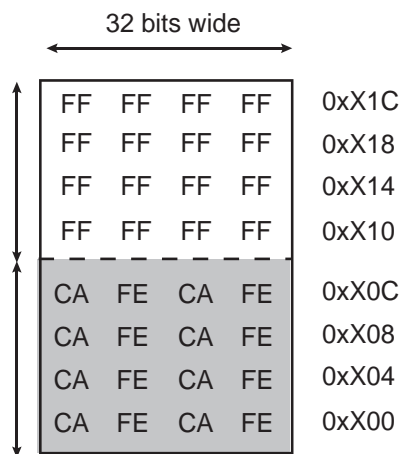 32 bits wide
FF FF FF FF 0xX1C
FF FF FF FF 0xX18
FF FF FF FF 0xX14
FF FF FF FF 0xX10
CA FE CA FE 0xX0C
CA FE CA FE 0xX08
CA FE CA FE 0xX04
CA FE CA FE 0xX00